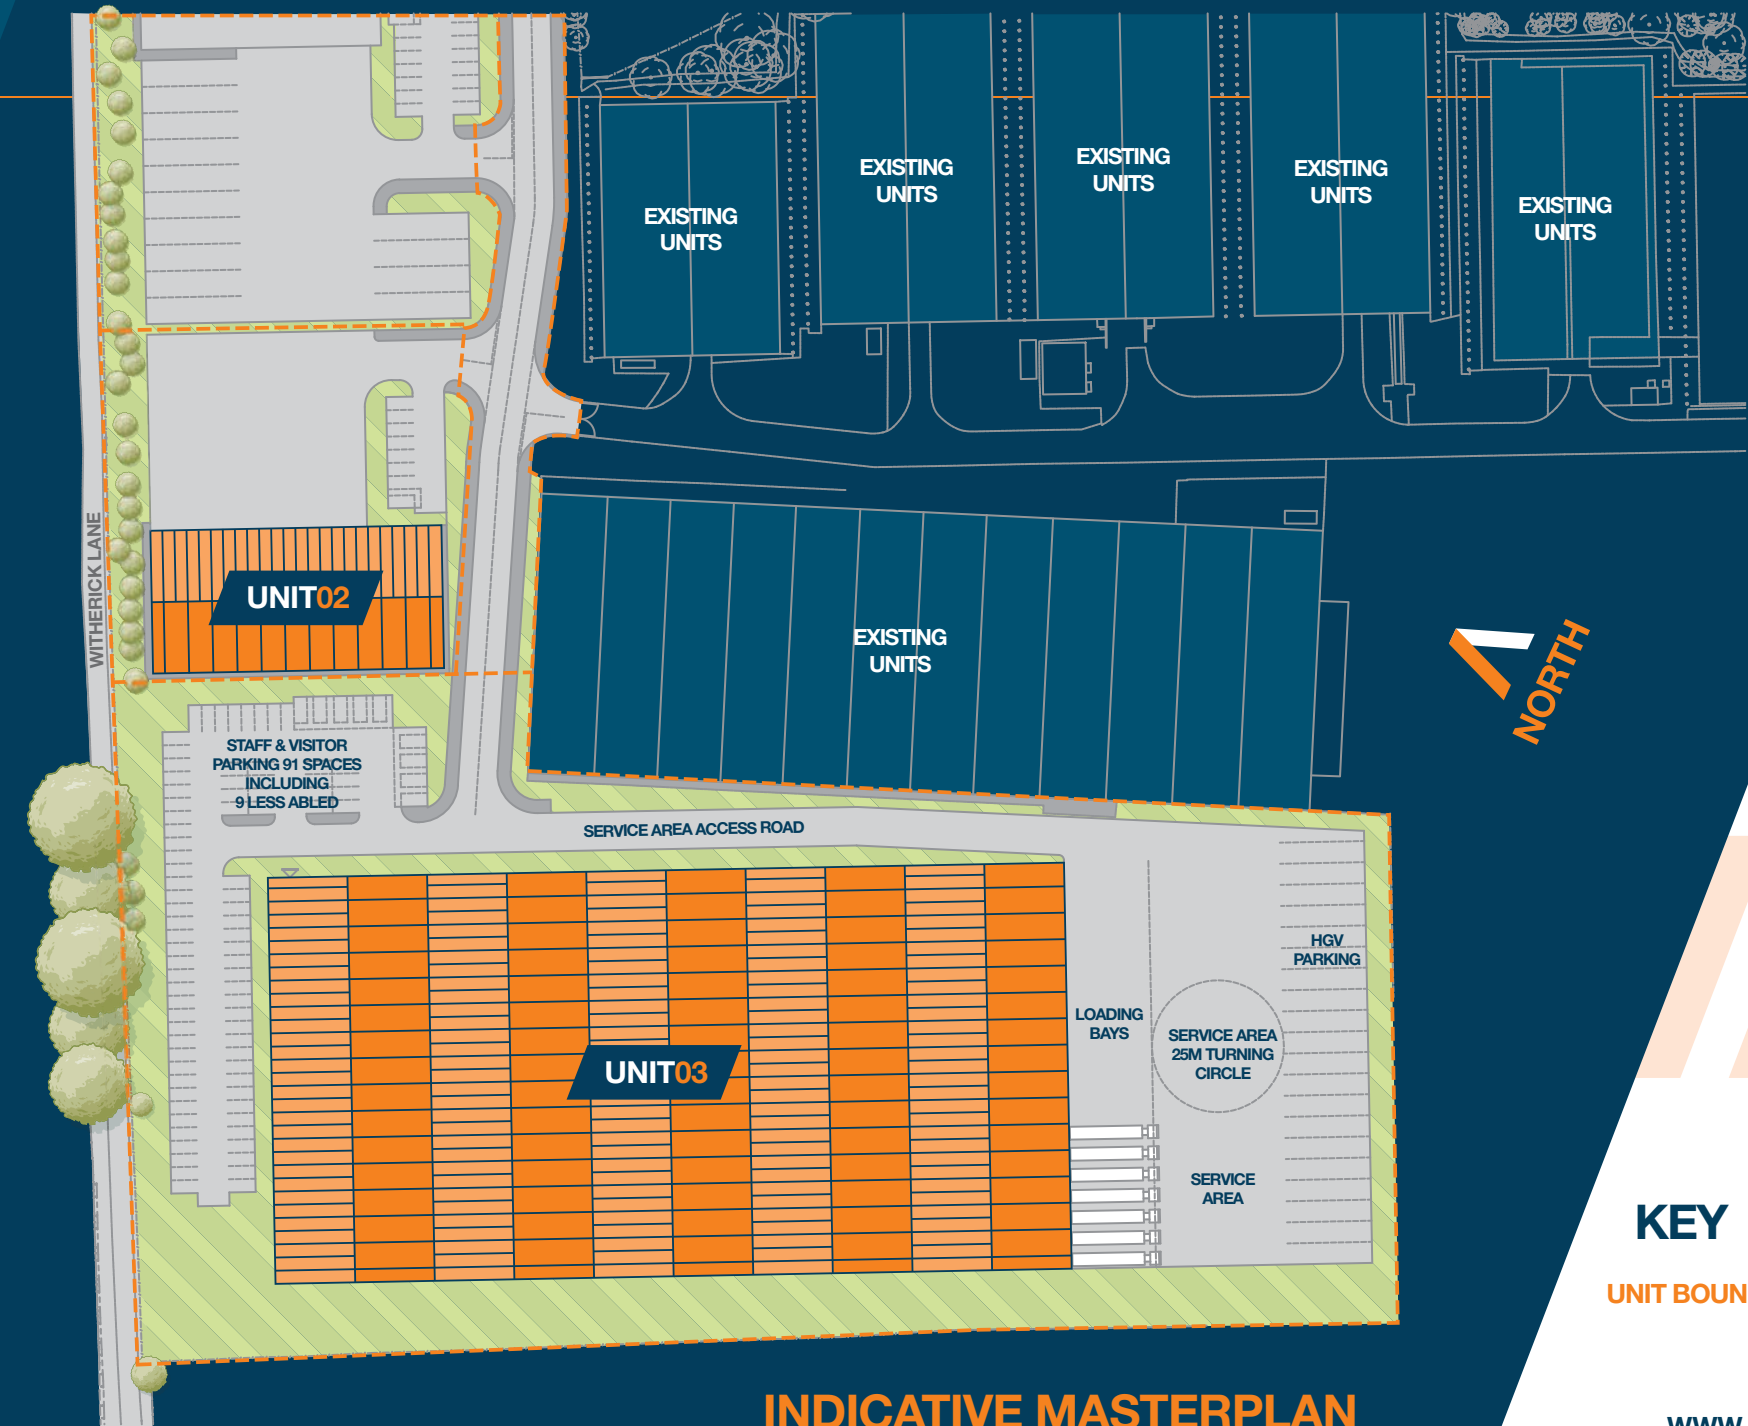 EXISTING
UNITS
EXISTING
UNITS
EXISTING
UNITS
EXISTING
UNITS
EXISTING
UNITS
WITHERICK LANE
UNIT02
EXISTING
UNITS
NORTH
STAFF & VISITOR
PARKING 91 SPACES
INCLUDING
9 LESS ABLED
SERVICE AREA ACCESS ROAD
HGV
PARKING
LOADING
BAYS
SERVICE AREA
25M TURNING
CIRCLE
UNIT03
SERVICE
AREA
KEY
UNIT BOUN
INDICATIVE MASTERPLAN
www